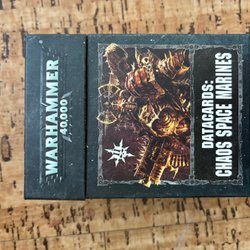 WARHAMMER
40,000
DATACARDS:
CHAOS SPACE MARINES